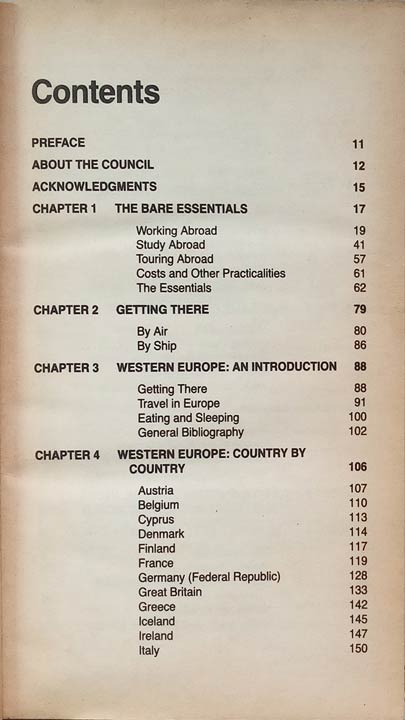 Contents
PREFACE 11
ABOUT THE COUNCIL 12
ACKNOWLEDGMENTS 15
CHAPTER 1 THE BARE ESSENTIALS 17
Working Abroad 19
Study Abroad 41
Touring Abroad 57
Costs and Other Practicalities 61
The Essentials 62
CHAPTER 2 GETTING THERE 79
By Air 80
By Ship 86
CHAPTER 3 WESTERN EUROPE: AN INTRODUCTION 88
Getting There 88
Travel in Europe 91
Eating and Sleeping 100
General Bibliography 102
CHAPTER 4 WESTERN EUROPE: COUNTRY BY
COUNTRY 106
Austria 107
Belgium 110
Cyprus 113
Denmark 114
Finland 117
France 119
Germany (Federal Republic) 128
Great Britain 133
Greece 142
Iceland 145
Ireland 147
Italy 150